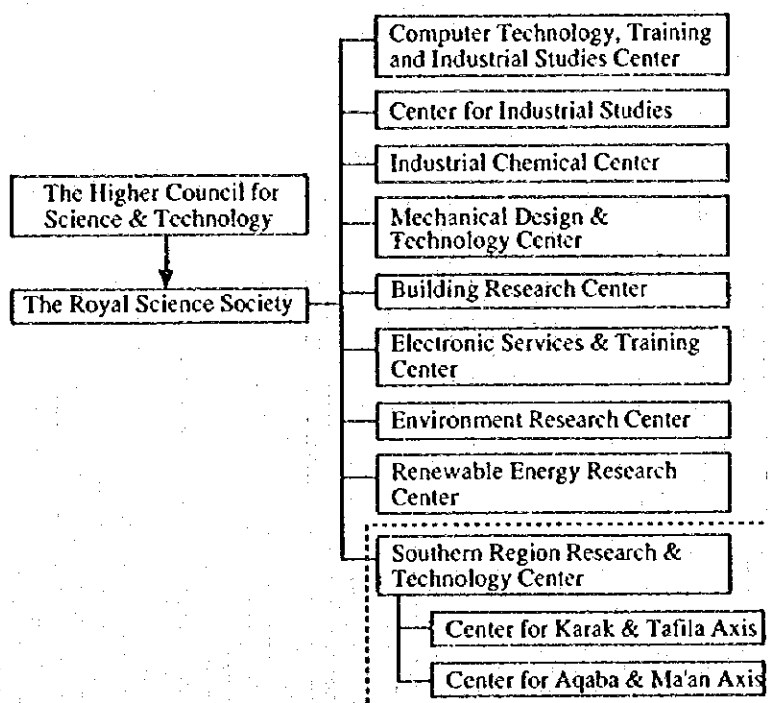 The Higher Council for
Science & Technology
The Royal Science Society
Computer Technology, Training
and Industrial Studies Center
Center for Industrial Studies
Industrial Chemical Center
Mechanical Design &
Technology Center
Building Research Center
Electronic Services & Training
Center
Environment Research Center
Renewable Energy Research
Center
Southern Region Research &
Technology Center
Center for Karak & Tafila Axis
Center for Aqaba & Ma'an Axis